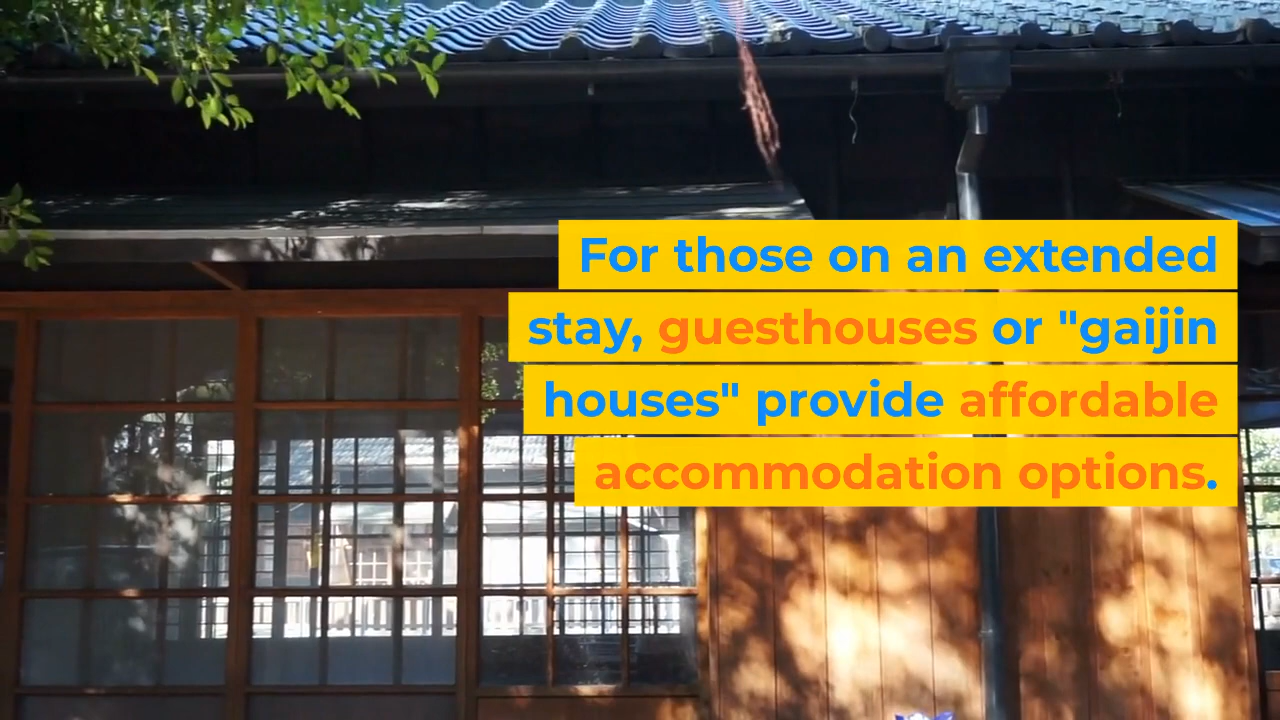 For those on an extended
stay, guesthouses or "gaijin
houses" provide affordable
accommodation options.